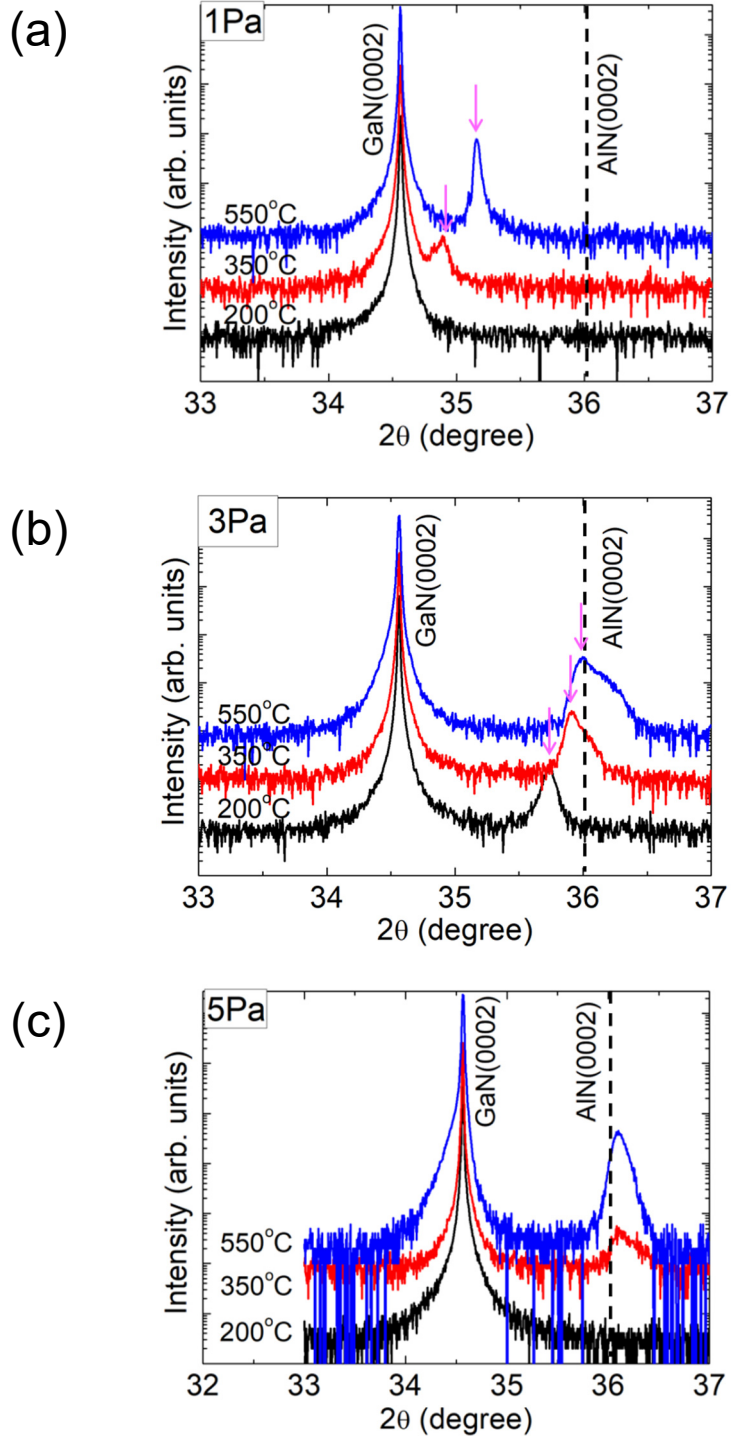 (a)
1Pa
GaN(0002)
AlN(0002)
550°C
350°C
200°C
Intensity (arb. units)
33 34 35 36 37
2θ (degree)
(b)
3Pa
GaN(0002)
AlN(0002)
550°C
350°C
200°C
Intensity (arb. units)
33 34 35 36 37
2θ (degree)
(c)
5Pa
GaN(0002)
AlN(0002)
550°C
350°C
200°C
Intensity (arb. units)
32 33 34 35 36 37
2θ (degree)